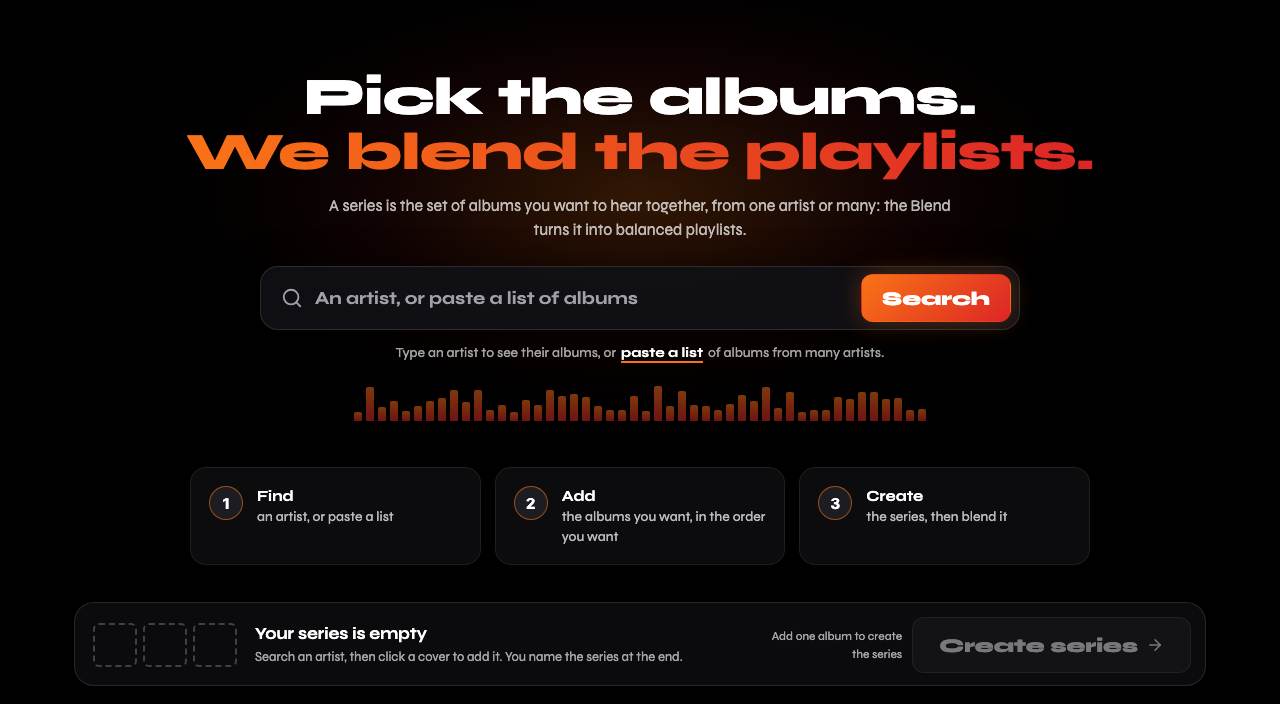 Pick the albums.
We blend the playlists.
A series is the set of albums you want to hear together, from one artist or many: the Blend
turns it into balanced playlists.
An artist, or paste a list of albums
Search
Type an artist to see their albums, or paste a list of albums from many artists.
1
Find
an artist, or paste a list
2
Add
the albums you want, in the order
you want
3
Create
the series, then blend it
Your series is empty
Search an artist, then click a cover to add it. You name the series at the end.
Add one album to create
the series
Create series →